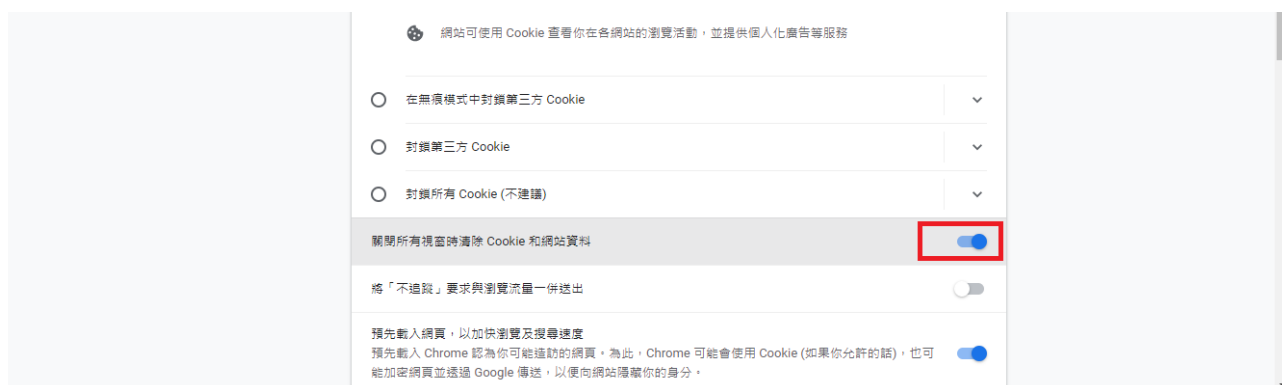 網站可使用 Cookie 查看你在各網站的瀏覽活動，並提供個人化廣告等服務
在無痕模式中封鎖第三方 Cookie
封鎖第三方 Cookie
封鎖所有 Cookie (不建議)
關閉所有視窗時清除 Cookie 和網站資料
將「不追蹤」要求與瀏覽流量一併送出
預先載入網頁，以加快瀏覽及搜尋速度
預先載入 Chrome 認為你可能造訪的網頁。為此，Chrome 可能會使用 Cookie (如果你允許的話)，也可
能加密網頁並透過 Google 傳送，以便向網站隱藏你的身分。